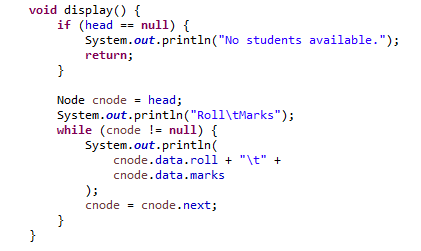 void display() {
    if (head == null) {
        System.out.println("No students available.");
        return;
    }

    Node cnode = head;
    System.out.println("Roll\tMarks");
    while (cnode != null) {
        System.out.println(
            cnode.data.roll + "\t" +
            cnode.data.marks
        );
        cnode = cnode.next;
    }
}